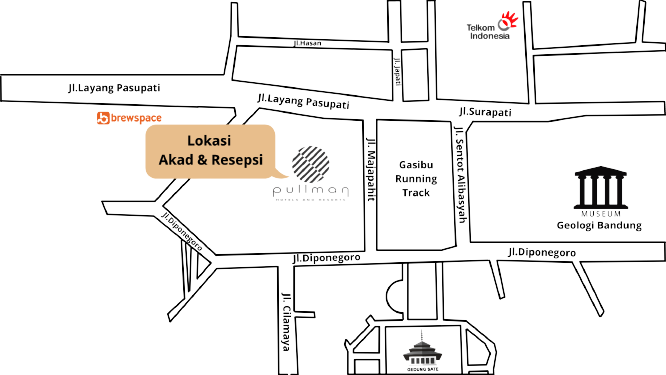 Telkom
Indonesia
Jl.Hasan
Jl. Japati
Jl.Layang Pasupati
Jl.Layang Pasupati
Jl.Surapati
brewspace
Lokasi
Akad & Resepsi
pullman
HOTELS AND RESORTS
Jl. Majapahit
Gasibu
Running
Track
Jl. Sentot Alibasyah
MUSEUM
Geologi Bandung
Jl.Diponegoro
Jl.Diponegoro
Jl.Diponegoro
Jl. Cilamaya
GEDUNG SATE